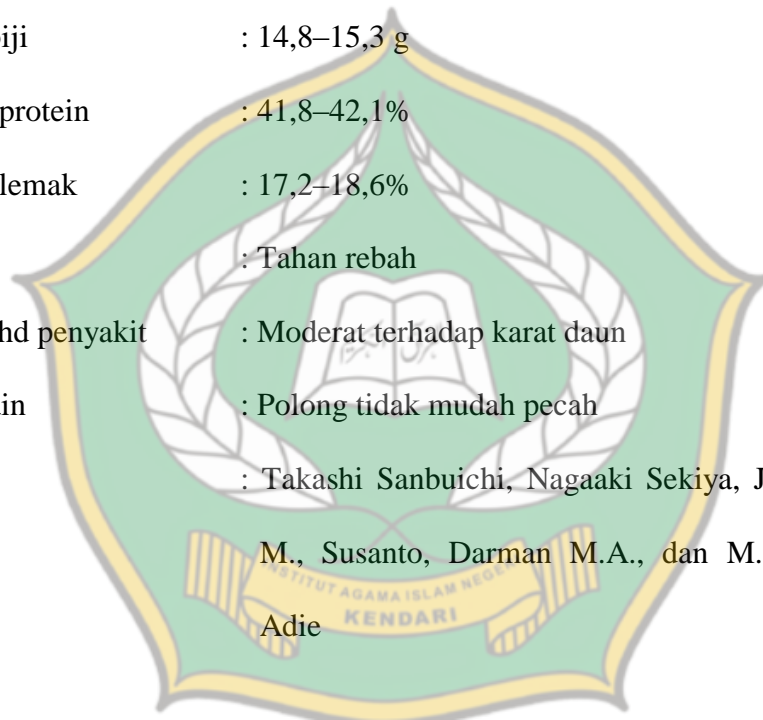 biji : 14,8–15,3 g
protein : 41,8–42,1%
lemak : 17,2–18,6%
: Tahan rebah
hd penyakit : Moderat terhadap karat daun
in : Polong tidak mudah pecah
: Takashi Sanbuichi, Nagaaki Sekiya, J
M., Susanto, Darman M.A., dan M.
Adie
INSTITUT AGAMA ISLAM NEGERI
KENDARI